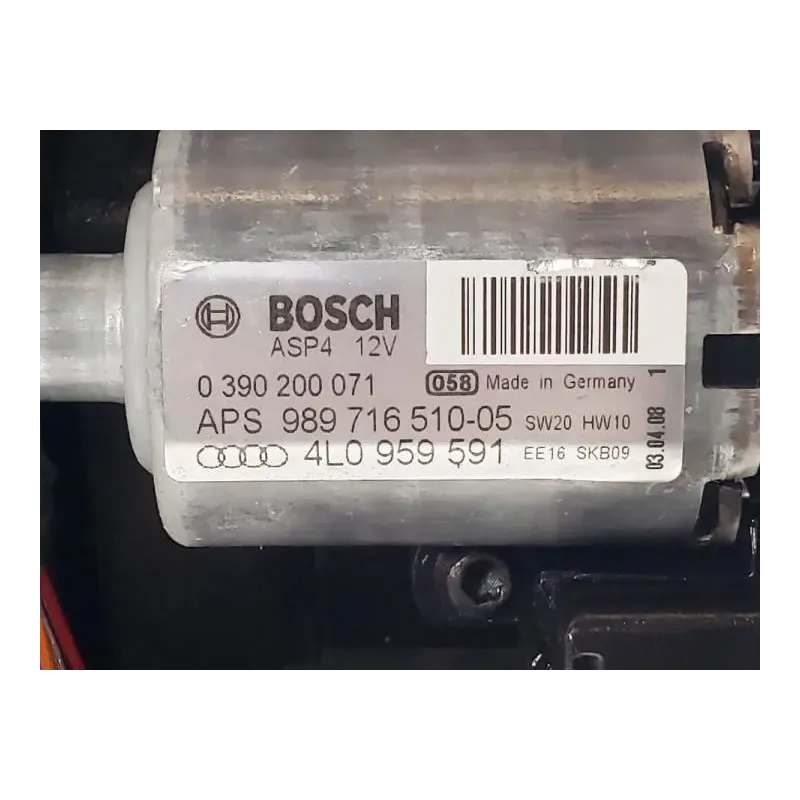 BOSCH
ASP4 12V
0 390 200 071 058 Made in Germany
APS 989 716 510-05 SW20 HW10
4L0 959 591 EE16 SKB09
03.04.08 1